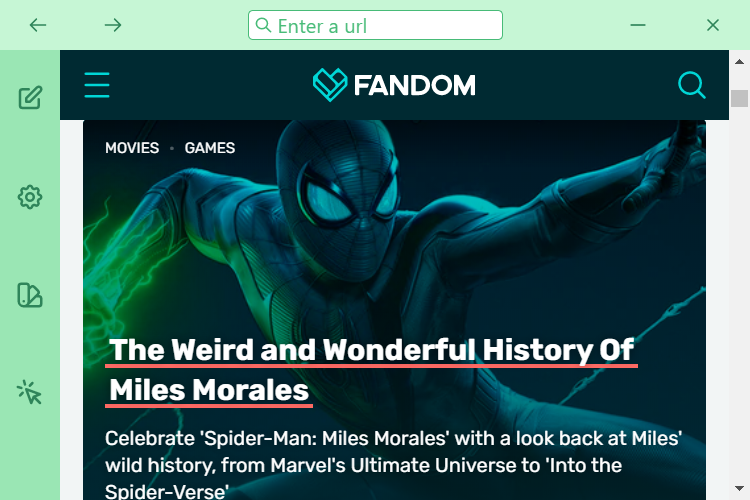 Enter a url
FANDOM
MOVIES • GAMES
The Weird and Wonderful History Of
Miles Morales
Celebrate 'Spider-Man: Miles Morales' with a look back at Miles'
wild history, from Marvel's Ultimate Universe to 'Into the
Spider-Verse'